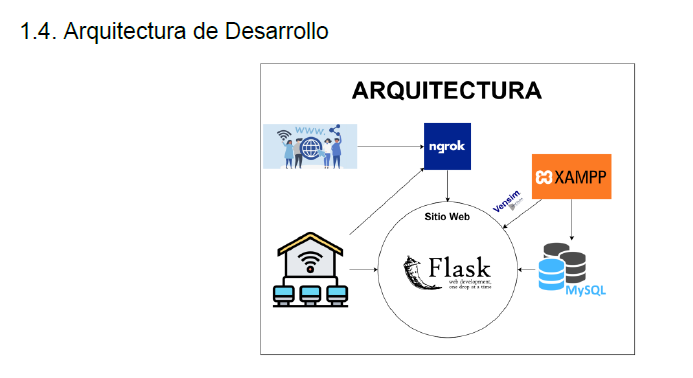 1.4. Arquitectura de Desarrollo
ARQUITECTURA
WWW.
ngrok
XAMPP
Vensim
Sitio Web
Flask
web development,
one drop at a time
MySQL